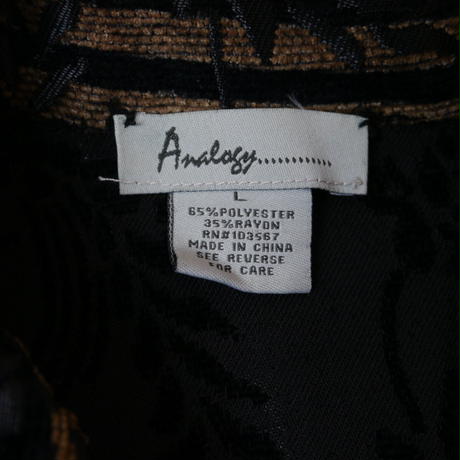 Analogy............
L
65%POLYESTER
35%RAYON
RN#103567
MADE IN CHINA
SEE REVERSE
FOR CARE